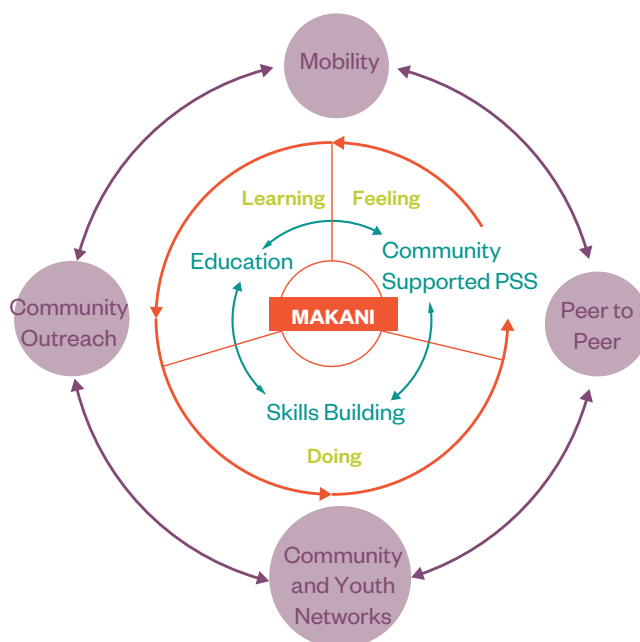 Mobility
Learning
Feeling
Education
Community
Supported PSS
Community
Outreach
MAKANI
Peer to
Peer
Skills Building
Doing
Community
and Youth
Networks